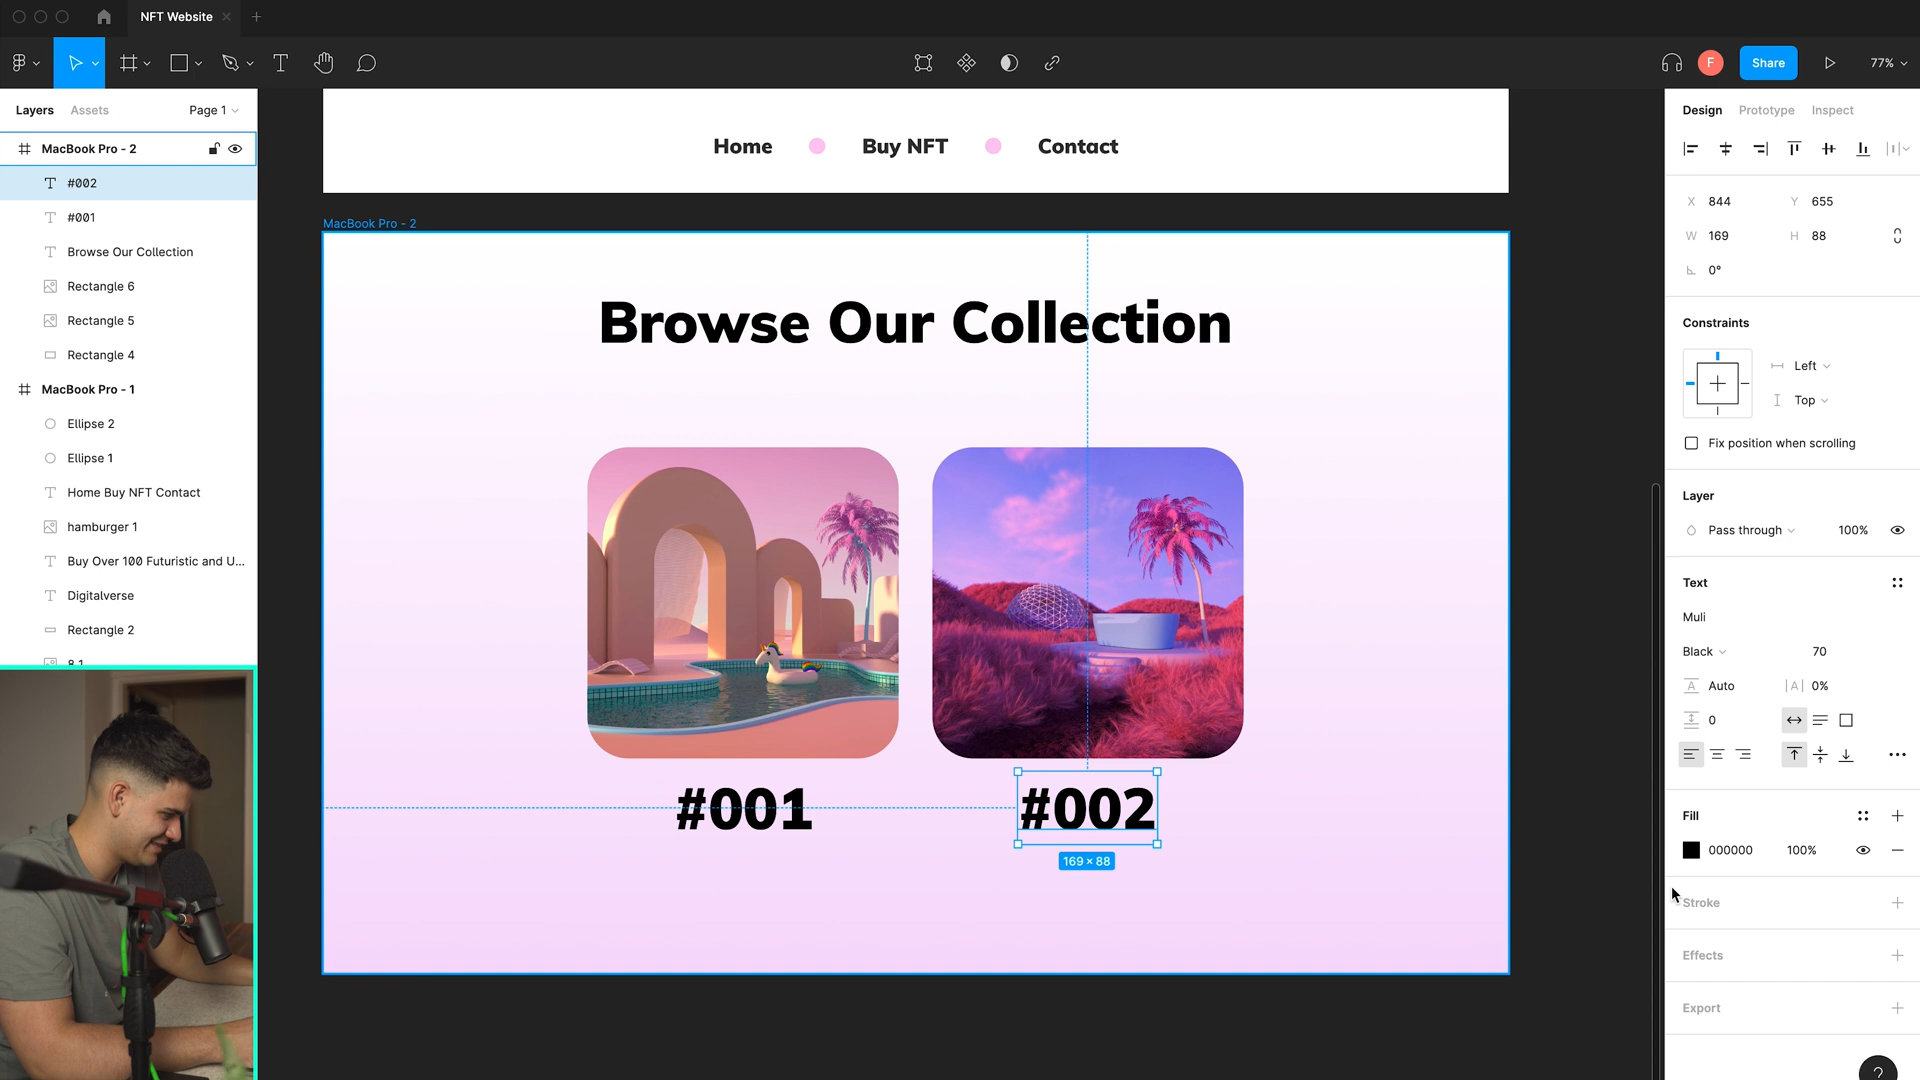 NFT Website
Share
F
77%
Layers
Assets
Page 1
MacBook Pro - 2
#002
#001
Browse Our Collection
Rectangle 6
Rectangle 5
Rectangle 4
MacBook Pro - 1
Ellipse 2
Ellipse 1
Home Buy NFT Contact
hamburger 1
Buy Over 100 Futuristic and U...
Digitalverse
Rectangle 2
8 1
Home
Buy NFT
Contact
MacBook Pro - 2
Browse Our Collection
#001
#002
169 × 88
Design
Prototype
Inspect
X 844
Y 655
W 169
H 88
0°
Constraints
Left
Top
Fix position when scrolling
Layer
Pass through
100%
Text
Muli
Black
70
A Auto
|A| 0%
0
Fill
000000
100%
Stroke
Effects
Export
?